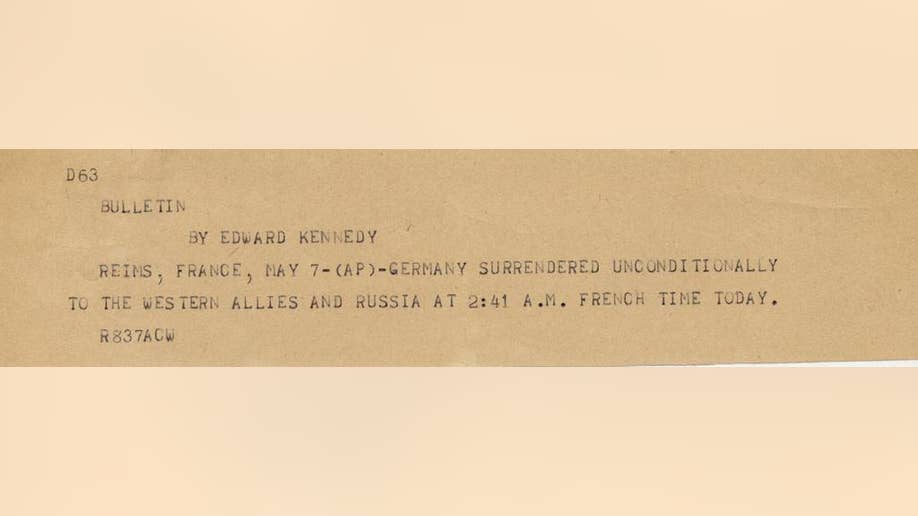 D63
BULLETIN
BY EDWARD KENNEDY
REIMS, FRANCE, MAY 7-(AP)-GERMANY SURRENDERED UNCONDITIONALLY
TO THE WESTERN ALLIES AND RUSSIA AT 2:41 A.M. FRENCH TIME TODAY.
R837ACW